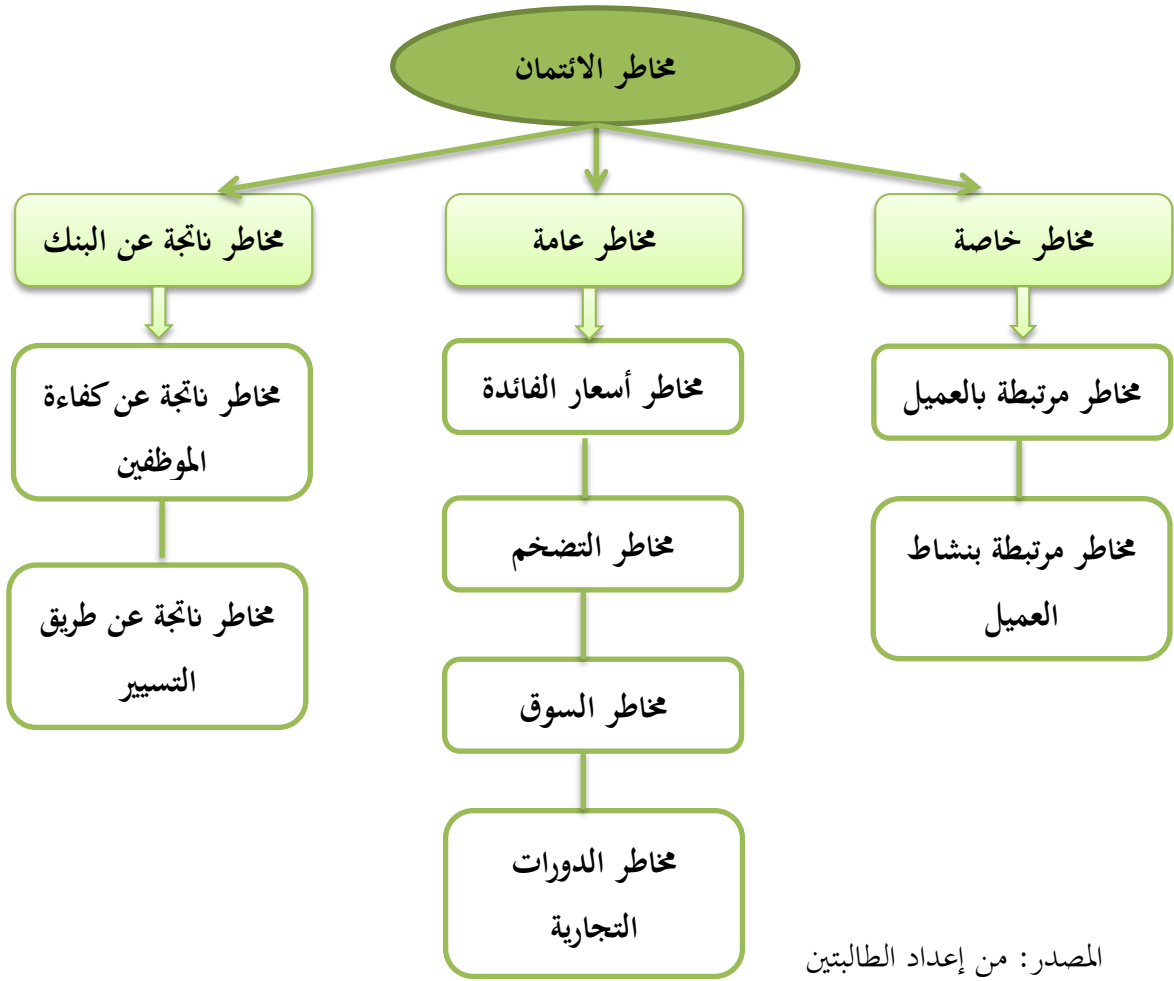 مخاطر الائتمان
مخاطر خاصة
مخاطر عامة
مخاطر ناتجة عن البنك
مخاطر مرتبطة بالعميل
مخاطر مرتبطة بنشاط
العميل
مخاطر أسعار الفائدة
مخاطر التضخم
مخاطر السوق
مخاطر الدورات
التجارية
مخاطر ناتجة عن كفاءة
الموظفين
مخاطر ناتجة عن طريق
التسيير
المصدر: من إعداد الطالبتين